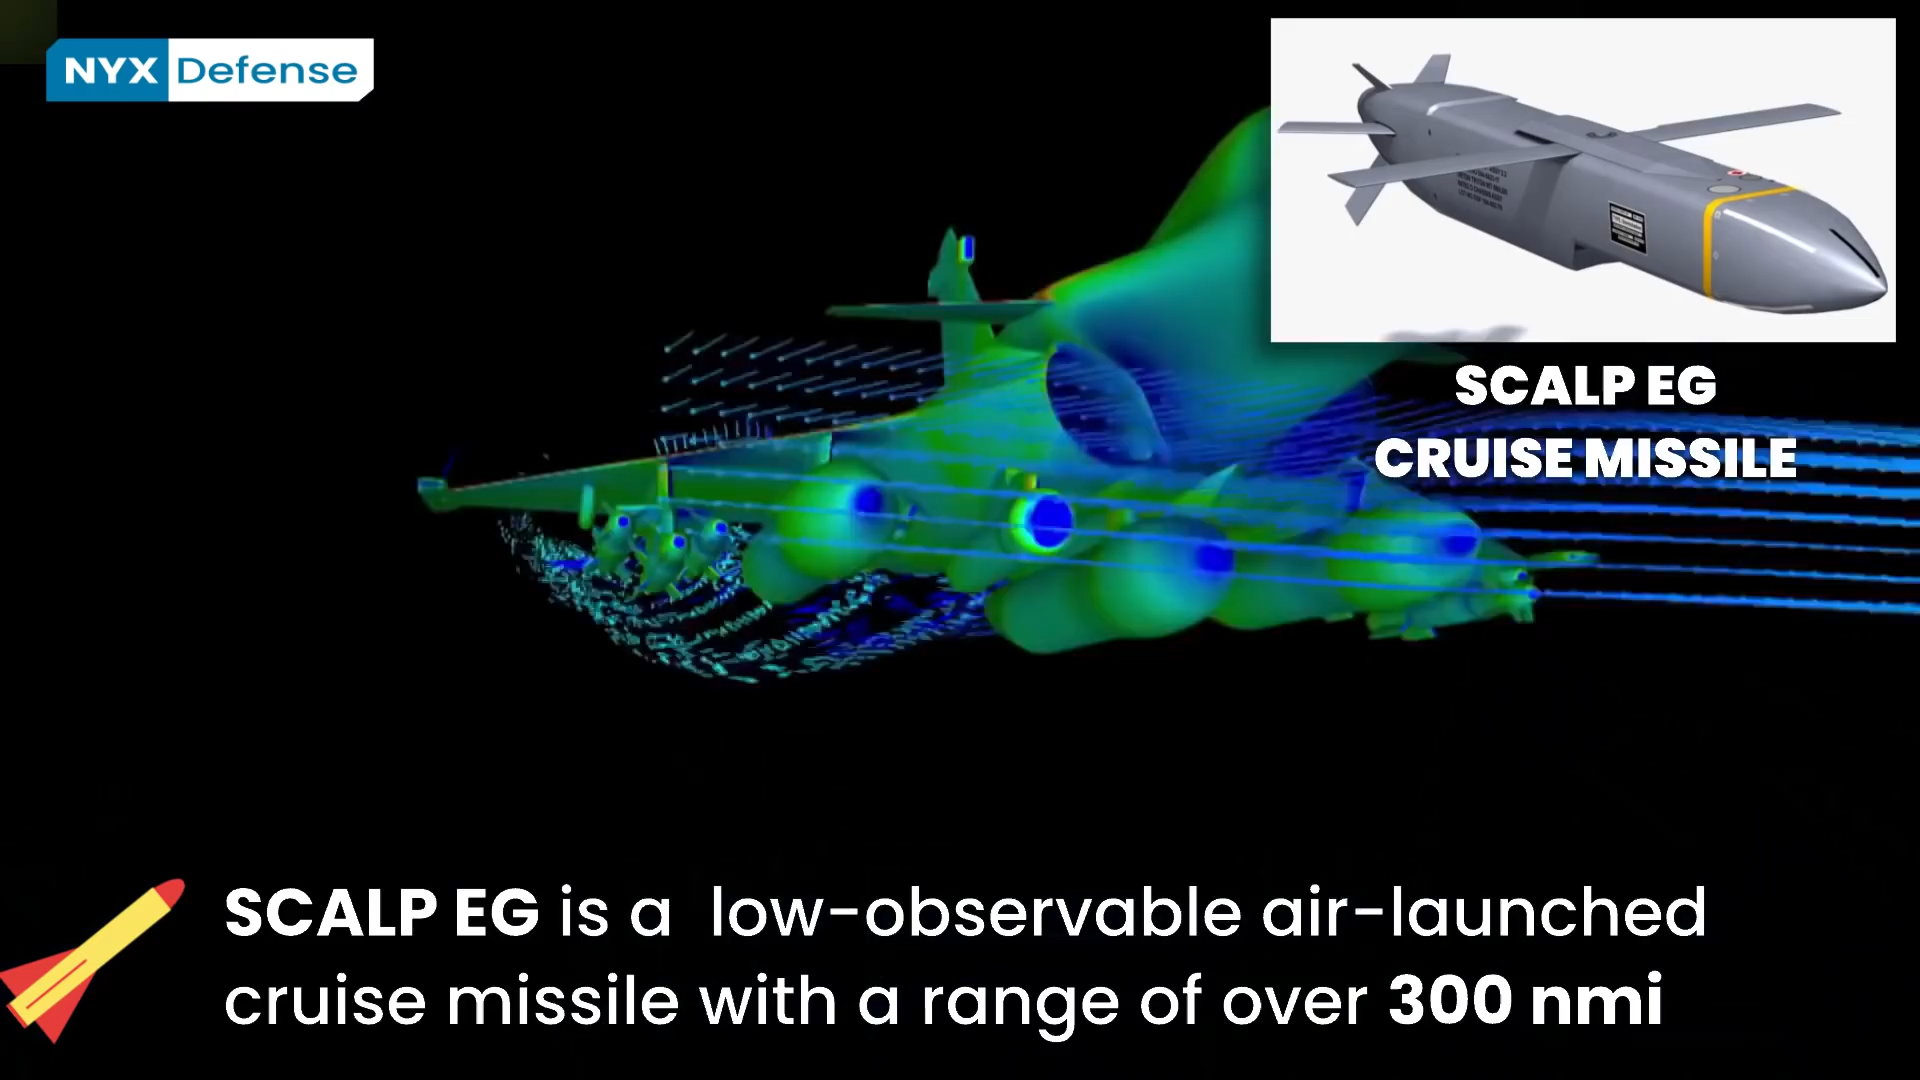 NYX Defense
SCALP EG
CRUISE MISSILE
SCALP EG is a low-observable air-launched
cruise missile with a range of over 300 nmi